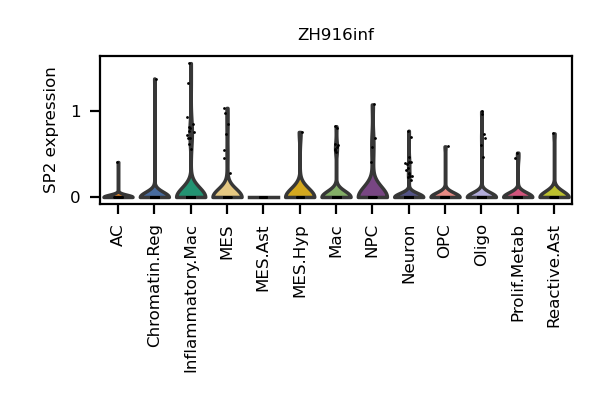 ZH916inf
SP2 expression
1
0
AC
Chromatin.Reg
Inflammatory.Mac
MES
MES.Ast
MES.Hyp
Mac
NPC
Neuron
OPC
Oligo
Prolif.Metab
Reactive.Ast